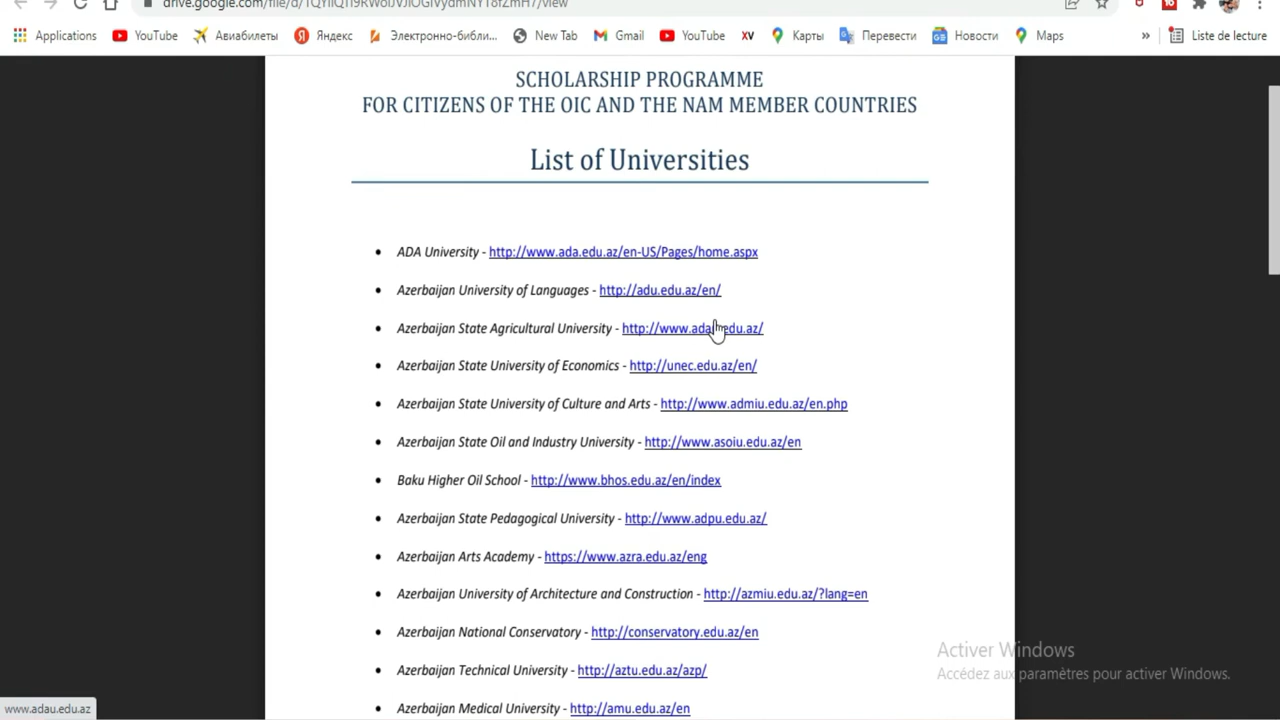 drive.google.com/file/d/
Applications YouTube Авиабилеты Яндекс Электронно-библи... New Tab Gmail YouTube XV Карты Перевести Новости Maps » Liste de lecture
SCHOLARSHIP PROGRAMME
FOR CITIZENS OF THE OIC AND THE NAM MEMBER COUNTRIES
List of Universities
• ADA University - http://www.ada.edu.az/en-US/Pages/home.aspx
• Azerbaijan University of Languages - http://adu.edu.az/en/
• Azerbaijan State Agricultural University - http://www.adau.edu.az/
• Azerbaijan State University of Economics - http://unec.edu.az/en/
• Azerbaijan State University of Culture and Arts - http://www.admiu.edu.az/en.php
• Azerbaijan State Oil and Industry University - http://www.asoiu.edu.az/en
• Baku Higher Oil School - http://www.bhos.edu.az/en/index
• Azerbaijan State Pedagogical University - http://www.adpu.edu.az/
• Azerbaijan Arts Academy - https://www.azra.edu.az/eng
• Azerbaijan University of Architecture and Construction - http://azmiu.edu.az/?lang=en
• Azerbaijan National Conservatory - http://conservatory.edu.az/en
• Azerbaijan Technical University - http://aztu.edu.az/azp/
• Azerbaijan Medical University - http://amu.edu.az/en
Activer Windows
Accédez aux paramètres pour activer Windows.
www.adau.edu.az